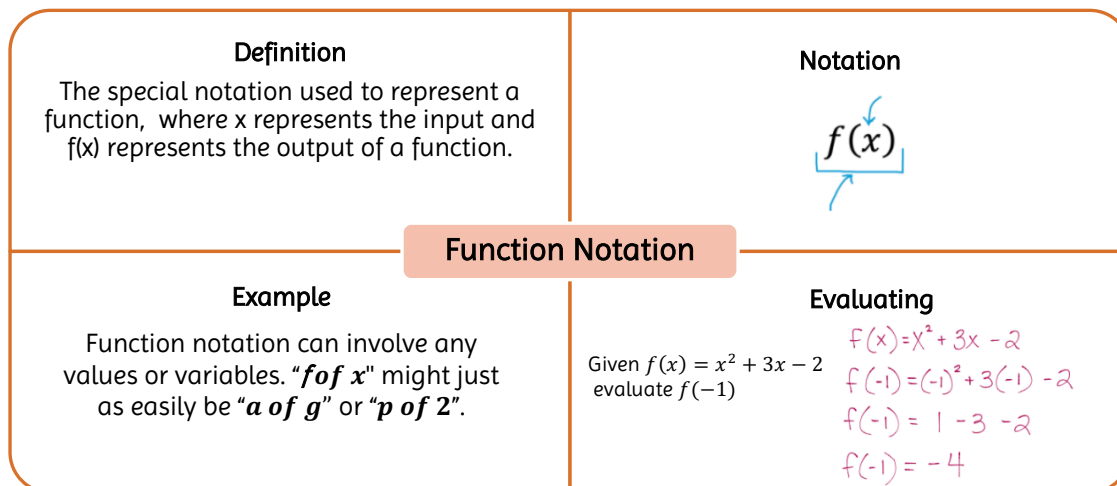 Definition
The special notation used to represent a
function, where x represents the input and
f(x) represents the output of a function.
Notation
f(x)
Function Notation
Example
Function notation can involve any
values or variables. “fof x" might just
as easily be “a of g” or “p of 2”.
Evaluating
Given f(x) = x² + 3x − 2
evaluate f(−1)
f(x) = x² + 3x - 2
f(-1) = (-1)² + 3(-1) - 2
f(-1) = 1 - 3 - 2
f(-1) = - 4